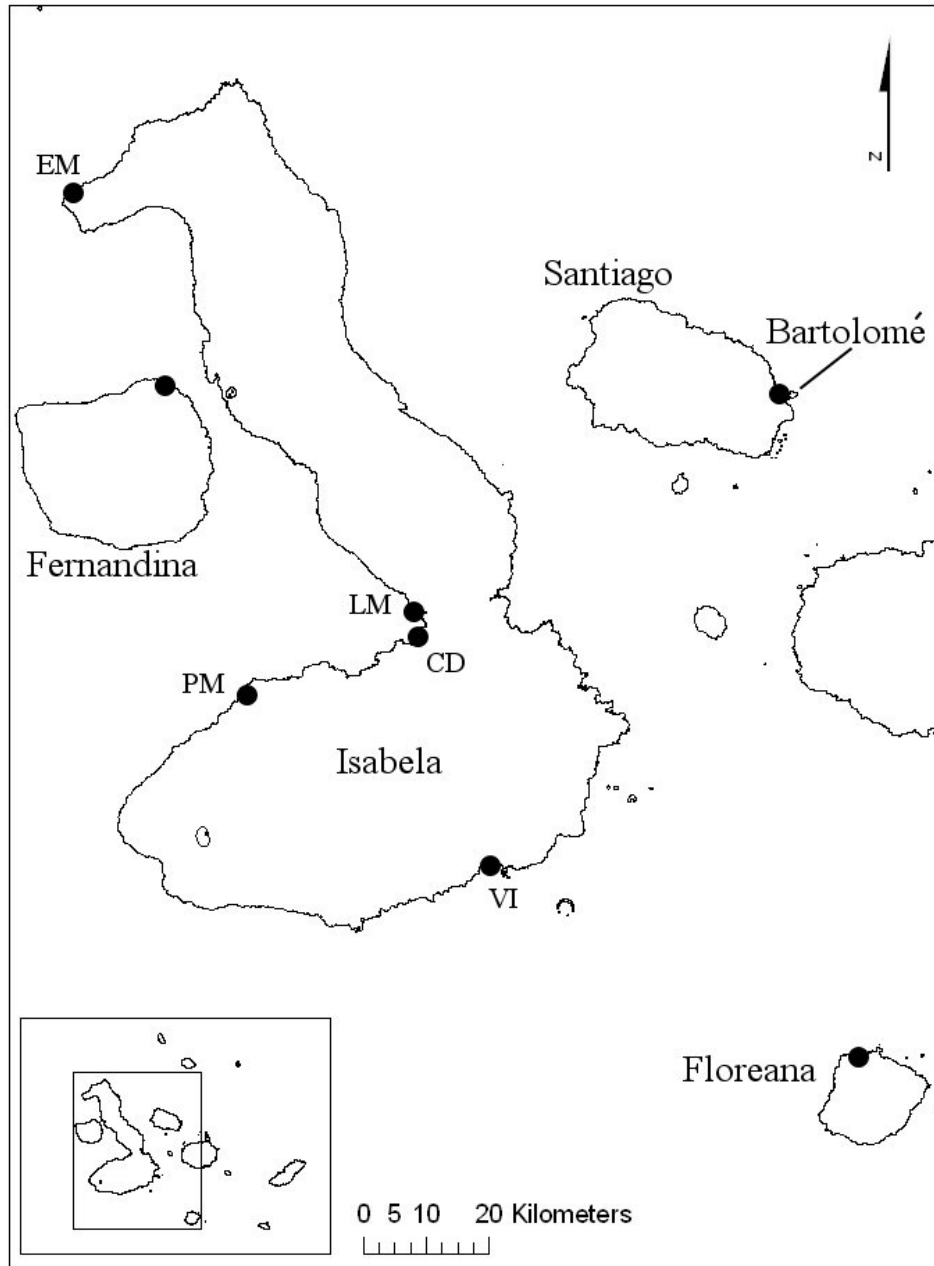 EM
N
Santiago
Bartolomé
Fernandina
LM
CD
PM
Isabela
VI
Floreana
0 5 10 20 Kilometers